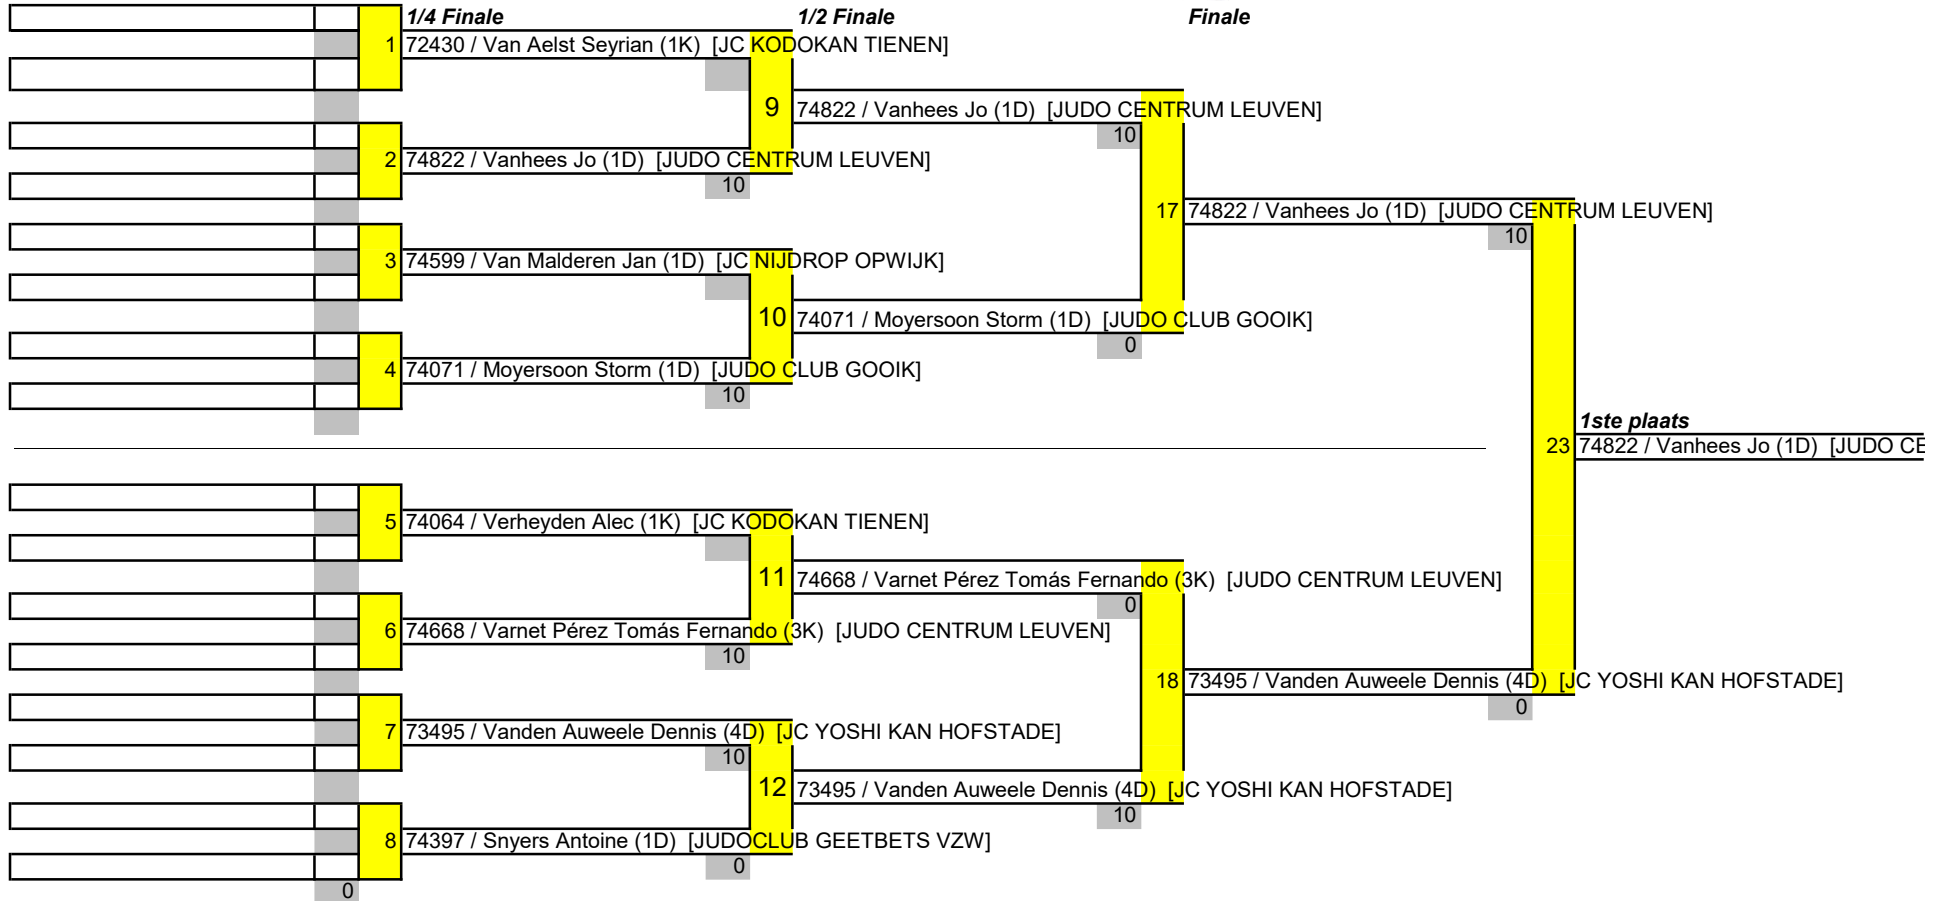 1/4 Finale 1/2 Finale Finale
1 72430 / Van Aelst Seyrian (1K) [JC KODOKAN TIENEN]
9 74822 / Vanhees Jo (1D) [JUDO CENTRUM LEUVEN]
10
2 74822 / Vanhees Jo (1D) [JUDO CENTRUM LEUVEN]
10
17 74822 / Vanhees Jo (1D) [JUDO CENTRUM LEUVEN]
10
3 74599 / Van Malderen Jan (1D) [JC NIJDROP OPWIJK]
10 74071 / Moyersoon Storm (1D) [JUDO CLUB GOOIK]
0
4 74071 / Moyersoon Storm (1D) [JUDO CLUB GOOIK]
10
1ste plaats
23 74822 / Vanhees Jo (1D) [JUDO CE
5 74064 / Verheyden Alec (1K) [JC KODOKAN TIENEN]
11 74668 / Varnet Pérez Tomás Fernando (3K) [JUDO CENTRUM LEUVEN]
0
6 74668 / Varnet Pérez Tomás Fernando (3K) [JUDO CENTRUM LEUVEN]
10
18 73495 / Vanden Auweele Dennis (4D) [JC YOSHI KAN HOFSTADE]
0
7 73495 / Vanden Auweele Dennis (4D) [JC YOSHI KAN HOFSTADE]
10
12 73495 / Vanden Auweele Dennis (4D) [JC YOSHI KAN HOFSTADE]
10
8 74397 / Snyers Antoine (1D) [JUDOCLUB GEETBETS VZW]
0
0